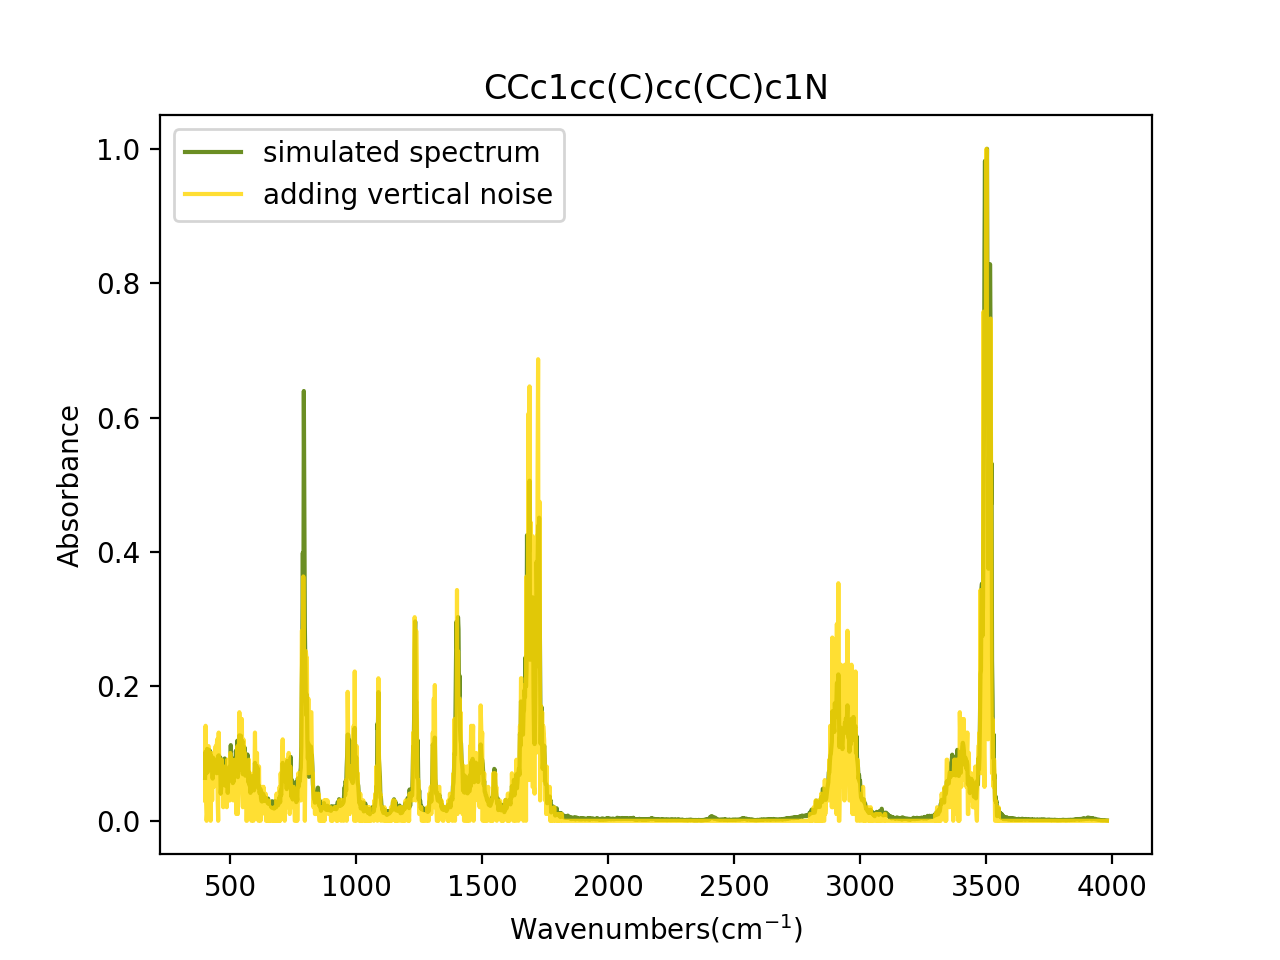 CCc1cc(C)cc(CC)c1N
simulated spectrum
adding vertical noise
Absorbance
1.0
0.8
0.6
0.4
0.2
0.0
500 1000 1500 2000 2500 3000 3500 4000
Wavenumbers(cm⁻¹)